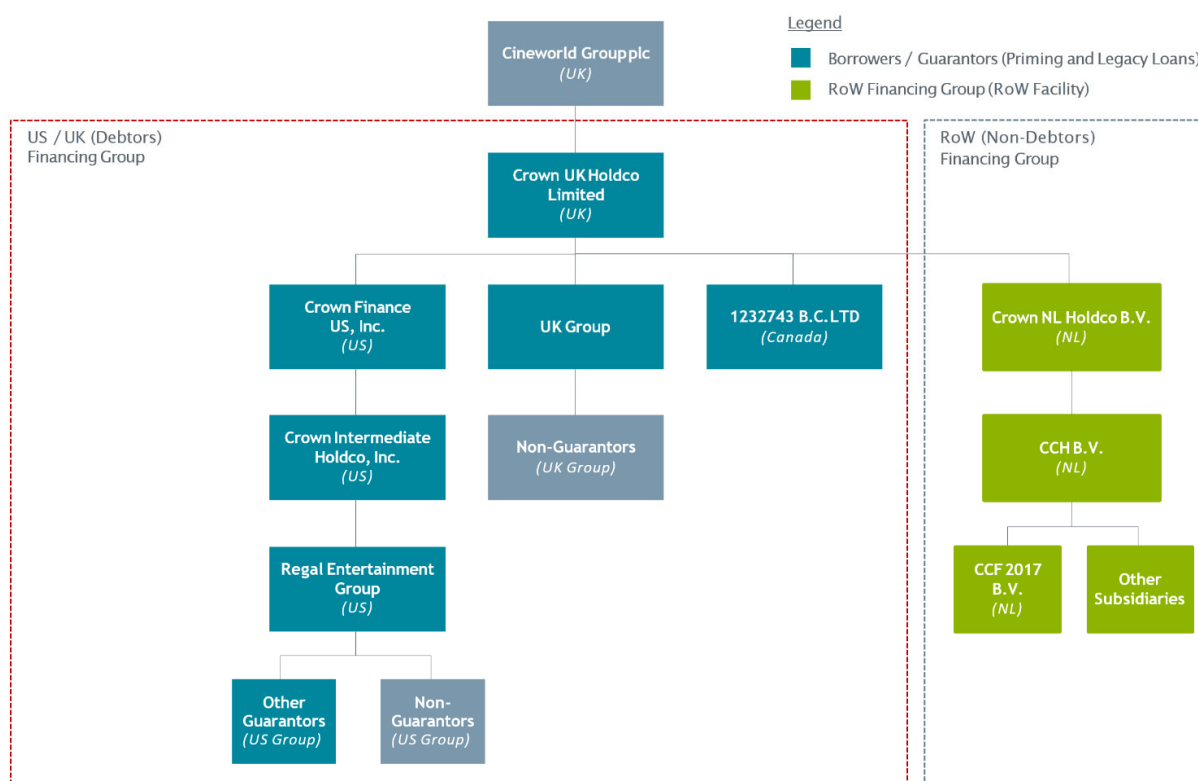 Legend
Borrowers / Guarantors (Priming and Legacy Loans)
RoW Financing Group (RoW Facility)
Cineworld Group plc
(UK)
US / UK (Debtors)
Financing Group
RoW (Non-Debtors)
Financing Group
Crown UK Holdco
Limited
(UK)
Crown Finance
US, Inc.
(US)
UK Group
1232743 B.C. LTD
(Canada)
Crown NL Holdco B.V.
(NL)
Crown Intermediate
Holdco, Inc.
(US)
Non-Guarantors
(UK Group)
CCH B.V.
(NL)
Regal Entertainment
Group
(US)
CCF 2017
B.V.
(NL)
Other
Subsidiaries
Other
Guarantors
(US Group)
Non-
Guarantors
(US Group)